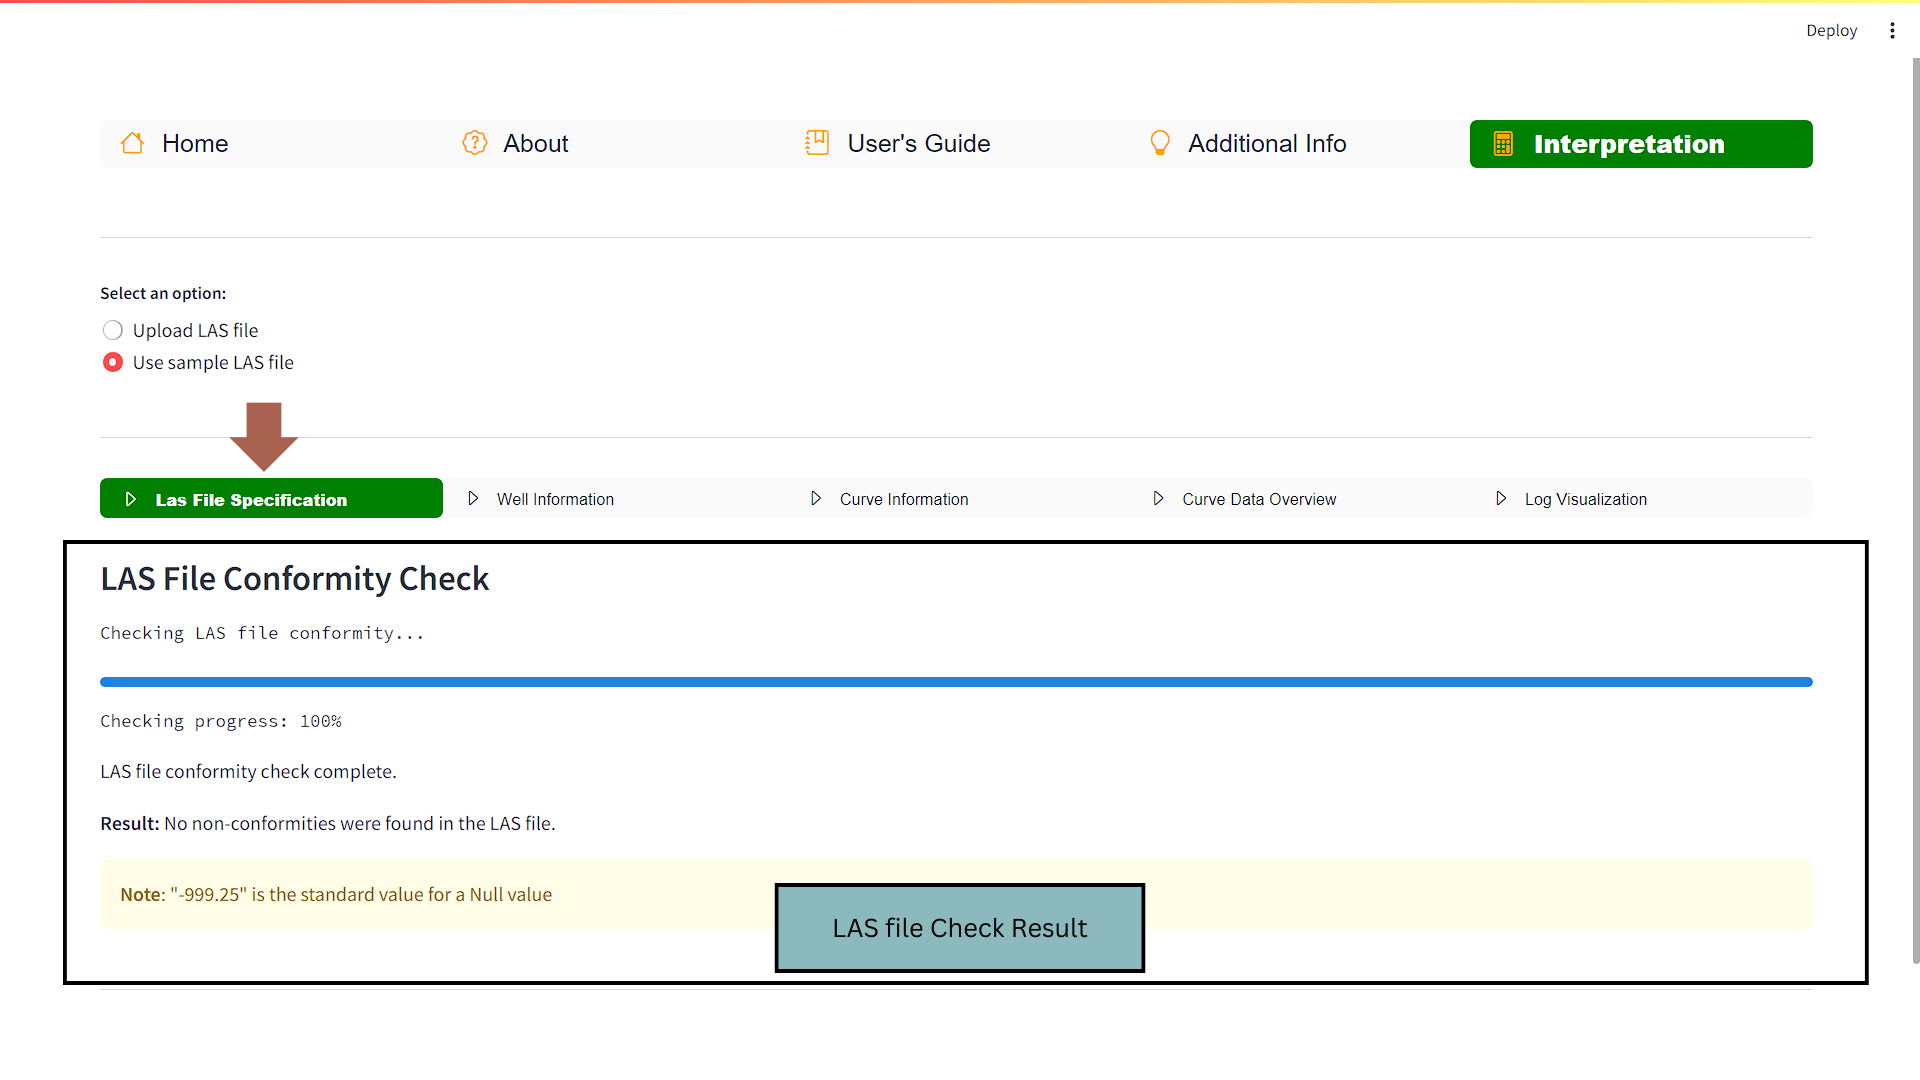 Deploy
Home About User's Guide Additional Info Interpretation
Select an option:
Upload LAS file
Use sample LAS file
Las File Specification Well Information Curve Information Curve Data Overview Log Visualization
LAS File Conformity Check
Checking LAS file conformity...
Checking progress: 100%
LAS file conformity check complete.
Result: No non-conformities were found in the LAS file.
Note: "-999.25" is the standard value for a Null value
LAS file Check Result